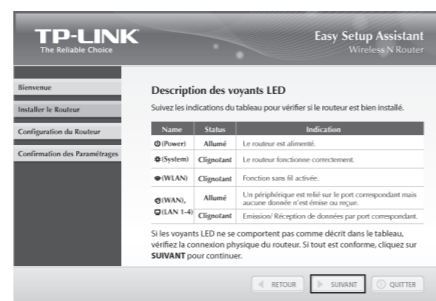 TP-LINK
The Reliable Choice
Easy Setup Assistant
Wireless N Router
Bienvenue
Installer le Routeur
Configuration du Routeur
Confirmation des Paramétrages
Description des voyants LED
Suivez les indications du tableau pour vérifier si le routeur est bien installé.
Name Status Indication
(Power) Allumé Le routeur est alimenté.
(System) Clignotant Le routeur fonctionne correctement.
(WLAN) Clignotant Fonction sans fil activée.
(WAN), (LAN 1-4) Allumé Un périphérique est relié sur le port correspondant mais
aucune donnée n'est émise ou reçue.
Clignotant Emission/ Réception de données par port correspondant.
Si les voyants LED ne se comportent pas comme décrit dans le tableau,
vérifiez la connexion physique du routeur. Si tout est conforme, cliquez sur
SUIVANT pour continuer.
RETOUR SUIVANT QUITTER